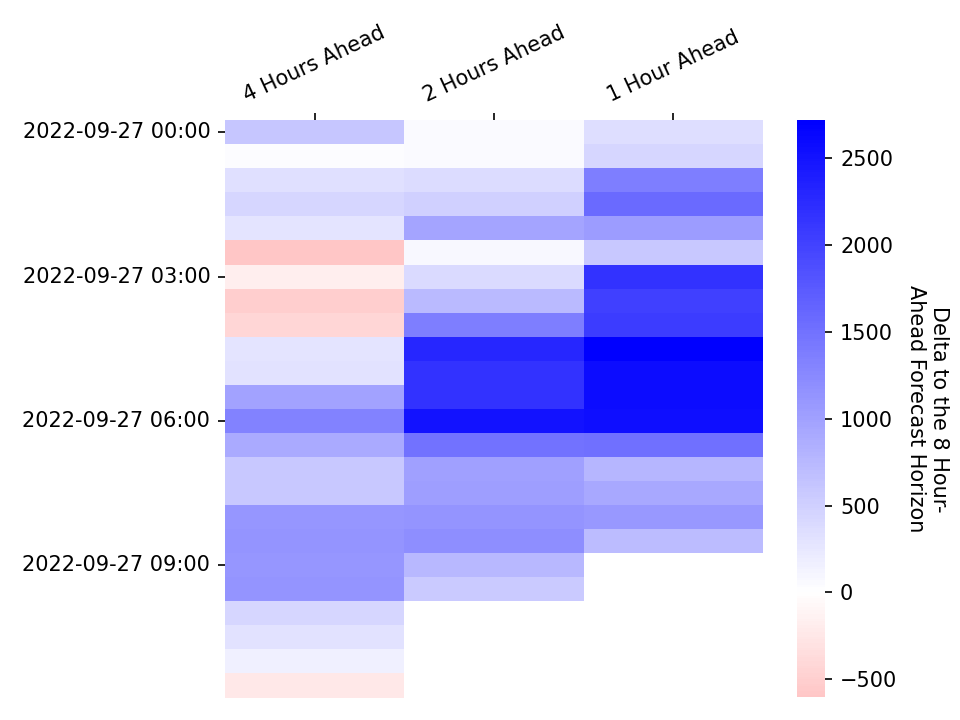 4 Hours Ahead
2 Hours Ahead
1 Hour Ahead
2022-09-27 00:00
2022-09-27 03:00
2022-09-27 06:00
2022-09-27 09:00
2500
2000
1500
1000
500
0
−500
Delta to the 8 Hour-
Ahead Forecast Horizon